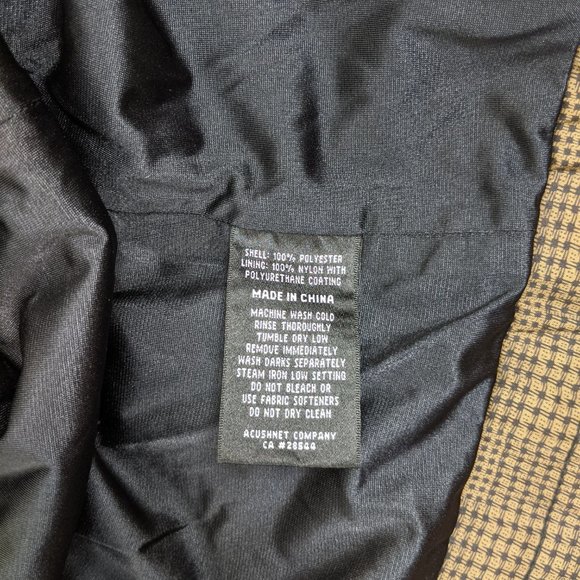 SHELL: 100% POLYESTER
LINING: 100% NYLON WITH
POLYURETHANE COATING
MADE IN CHINA
MACHINE WASH COLD
RINSE THOROUGHLY
TUMBLE DRY LOW
REMOVE IMMEDIATELY
WASH DARKS SEPARATELY
STEAM IRON LOW SETTING
DO NOT BLEACH OR
USE FABRIC SOFTENERS
DO NOT DRY CLEAN
ACUSHNET COMPANY
CA #26544